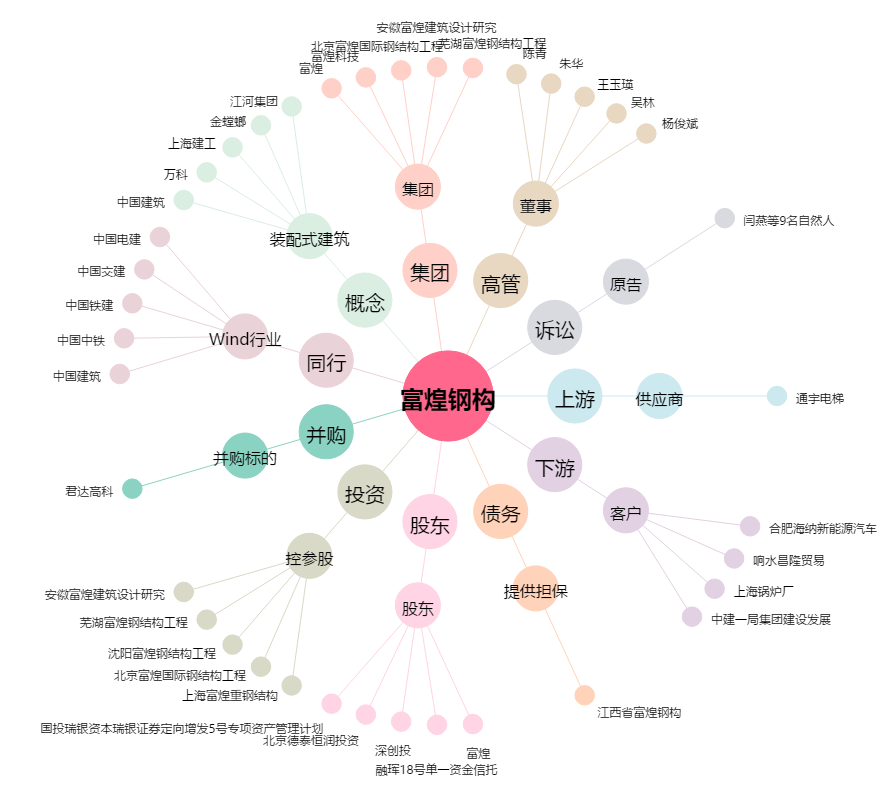 安徽富煌建筑设计研究
北京富煌国际钢结构工程
芜湖富煌钢结构工程
富煌科技
富煌
陈青
朱华
王玉瑛
吴林
杨俊斌
江河集团
金螳螂
上海建工
万科
中国建筑
集团
董事
装配式建筑
闫燕等9名自然人
中国电建
中国交建
中国铁建
中国中铁
中国建筑
集团
高管
原告
概念
诉讼
Wind行业
同行
富煌钢构
上游
供应商
通宇电梯
并购
并购标的
君达高科
下游
客户
合肥海纳新能源汽车
响水昌隆贸易
上海锅炉厂
中建一局集团建设发展
投资
股东
债务
控参股
提供担保
股东
安徽富煌建筑设计研究
芜湖富煌钢结构工程
沈阳富煌钢结构工程
北京富煌国际钢结构工程
上海富煌重钢结构
江西省富煌钢构
国投瑞银资本瑞银证券定向增发5号专项资产管理计划
北京德泰恒润投资
深创投
富煌
融珲18号单一资金信托